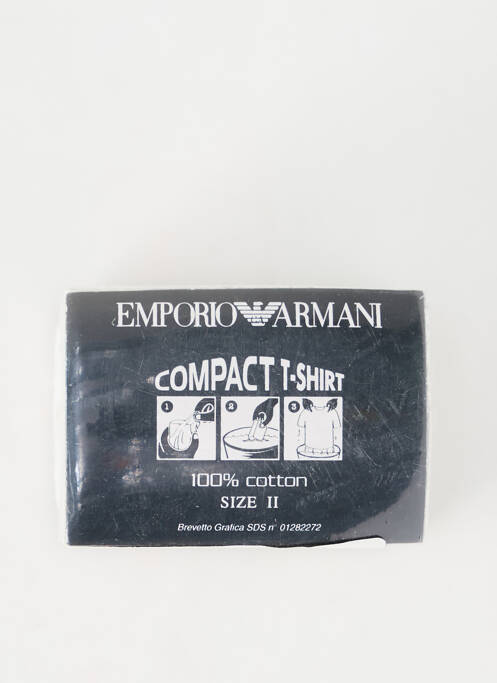 EMPORIO ARMANI
COMPACT T-SHIRT
1 2 3
100% cotton
SIZE II
Brevetto Grafica SDS n° 01282272